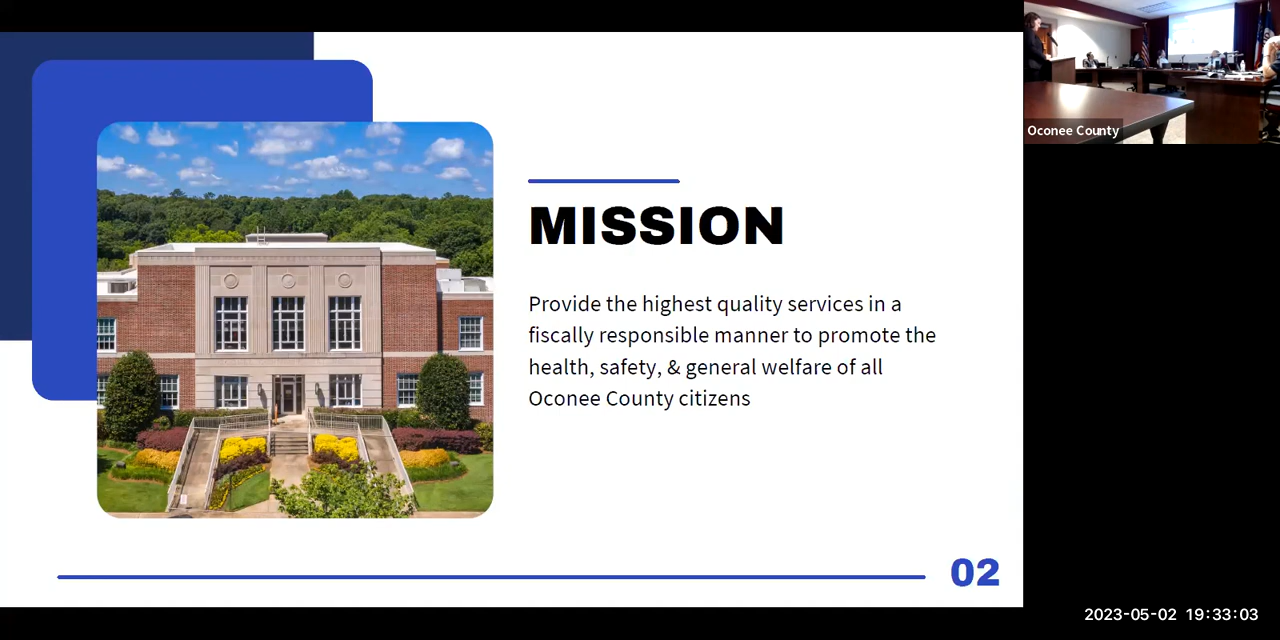 MISSION
Provide the highest quality services in a
fiscally responsible manner to promote the
health, safety, & general welfare of all
Oconee County citizens
02
Oconee County
2023-05-02 19:33:03